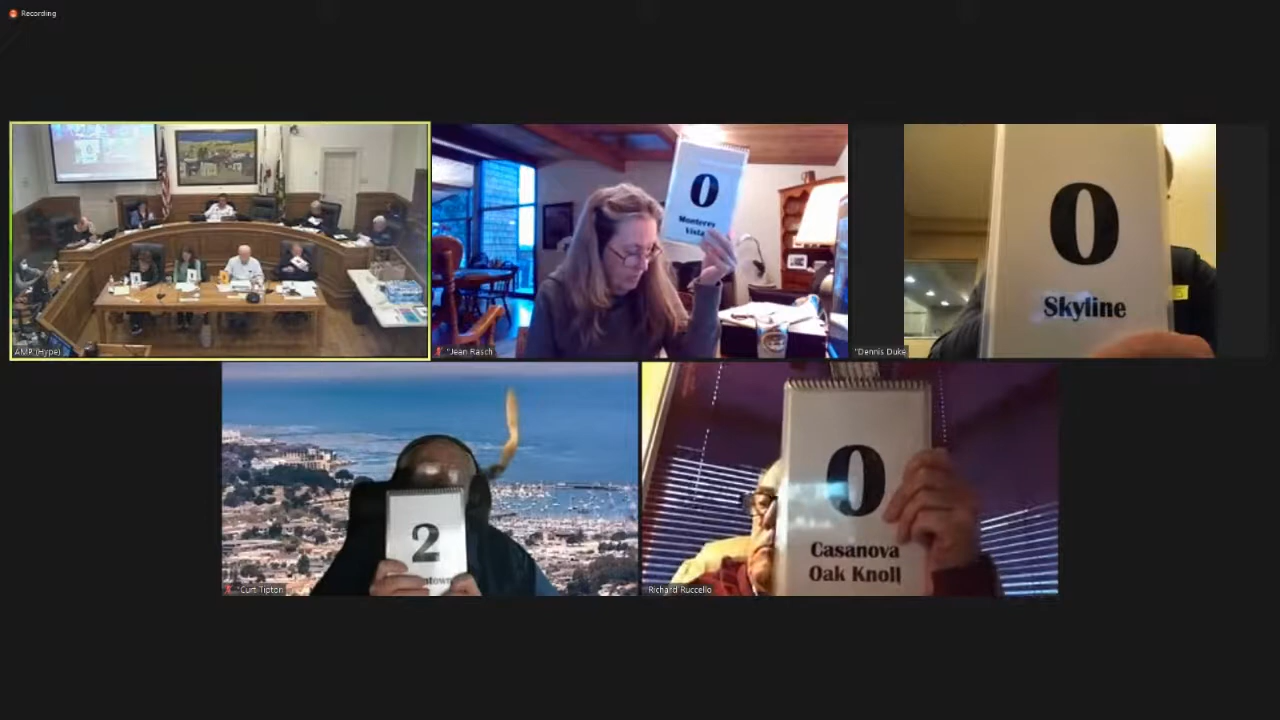 Recording
0
Monterey
Vista
0
Skyline
AMP (Hype)
*Jean Rasch
*Dennis Duke
2
0
Casanova
Oak Knoll
*Curt Tipton
Richard Ruccello